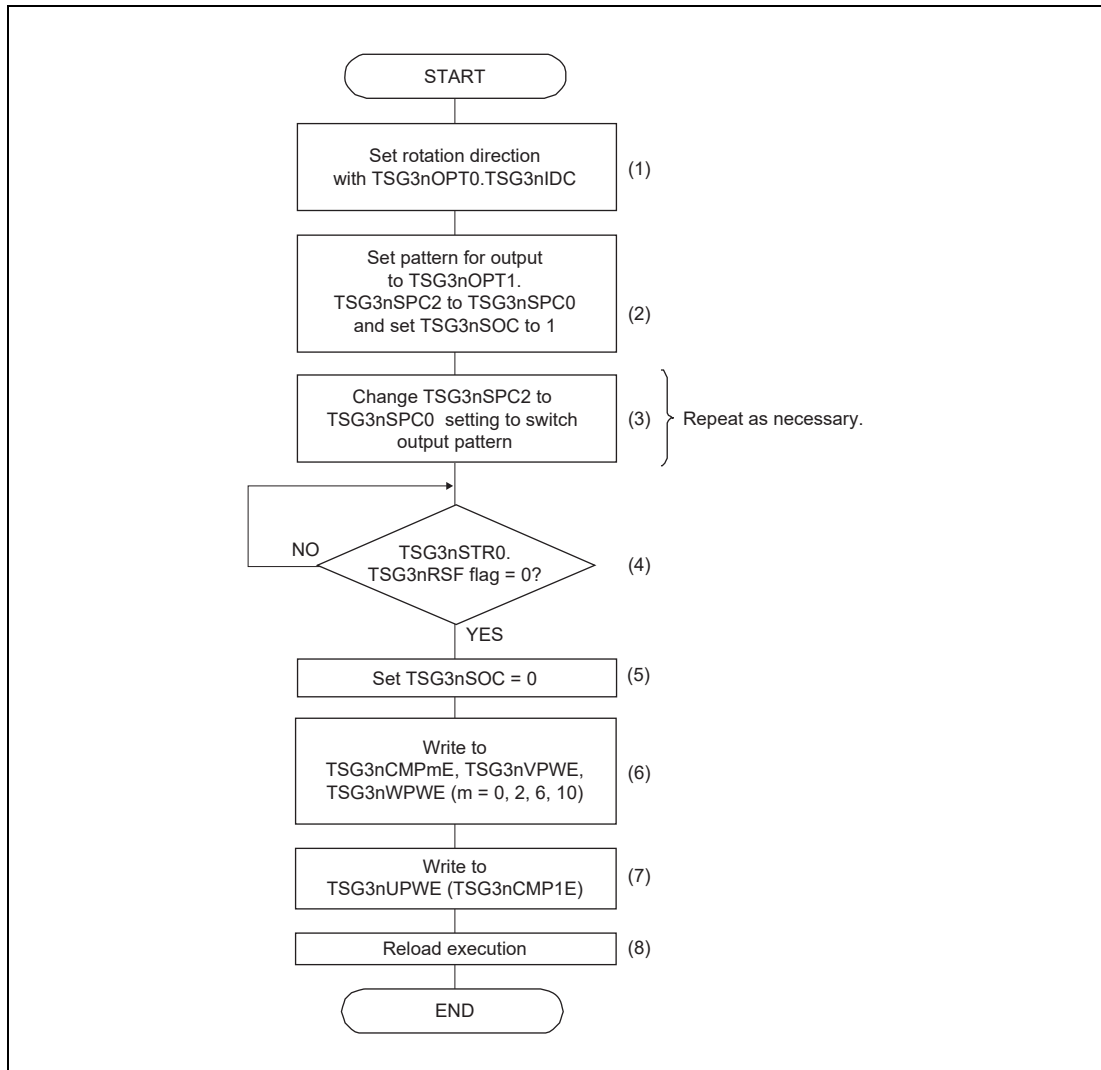 START
Set rotation direction
with TSG3nOPT0.TSG3nIDC
(1)
Set pattern for output
to TSG3nOPT1.
TSG3nSPC2 to TSG3nSPC0
and set TSG3nSOC to 1
(2)
Change TSG3nSPC2 to
TSG3nSPC0 setting to switch
output pattern
(3)
Repeat as necessary.
NO
TSG3nSTR0.
TSG3nRSF flag = 0?
(4)
YES
Set TSG3nSOC = 0
(5)
Write to
TSG3nCMPmE, TSG3nVPWE,
TSG3nWPWE (m = 0, 2, 6, 10)
(6)
Write to
TSG3nUPWE (TSG3nCMP1E)
(7)
Reload execution
(8)
END